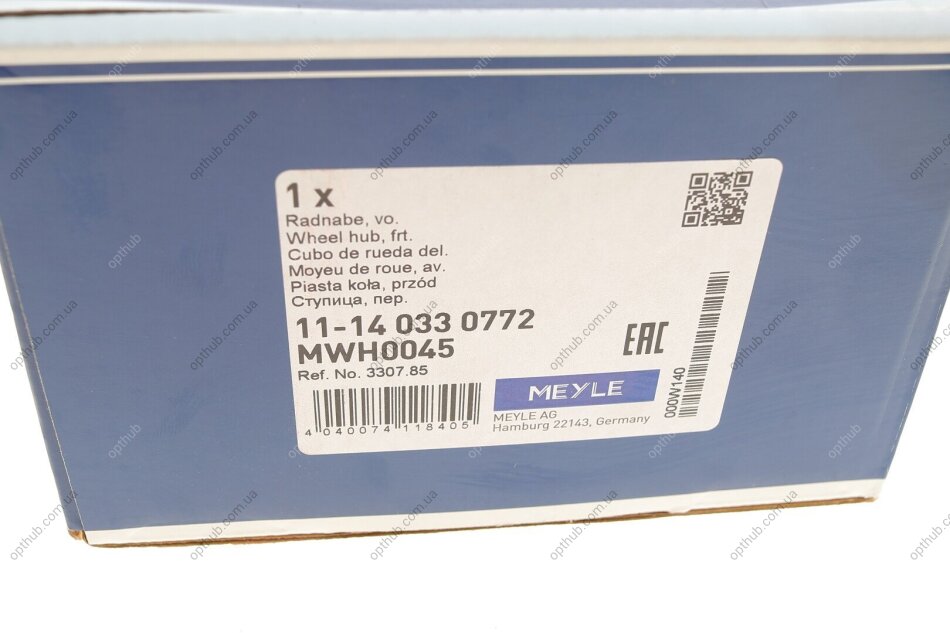 1 x
Radnabe, vo.
Wheel hub, frt.
Cubo de rueda del.
Moyeu de roue, av.
Piasta koła, przód
Ступица, пер.
11-14 033 0772
MWH0045
Ref. No. 3307.85
4 040074 118405
EAC
MEYLE
MEYLE AG
Hamburg 22143, Germany
000W140
opthub.com.ua
opthub